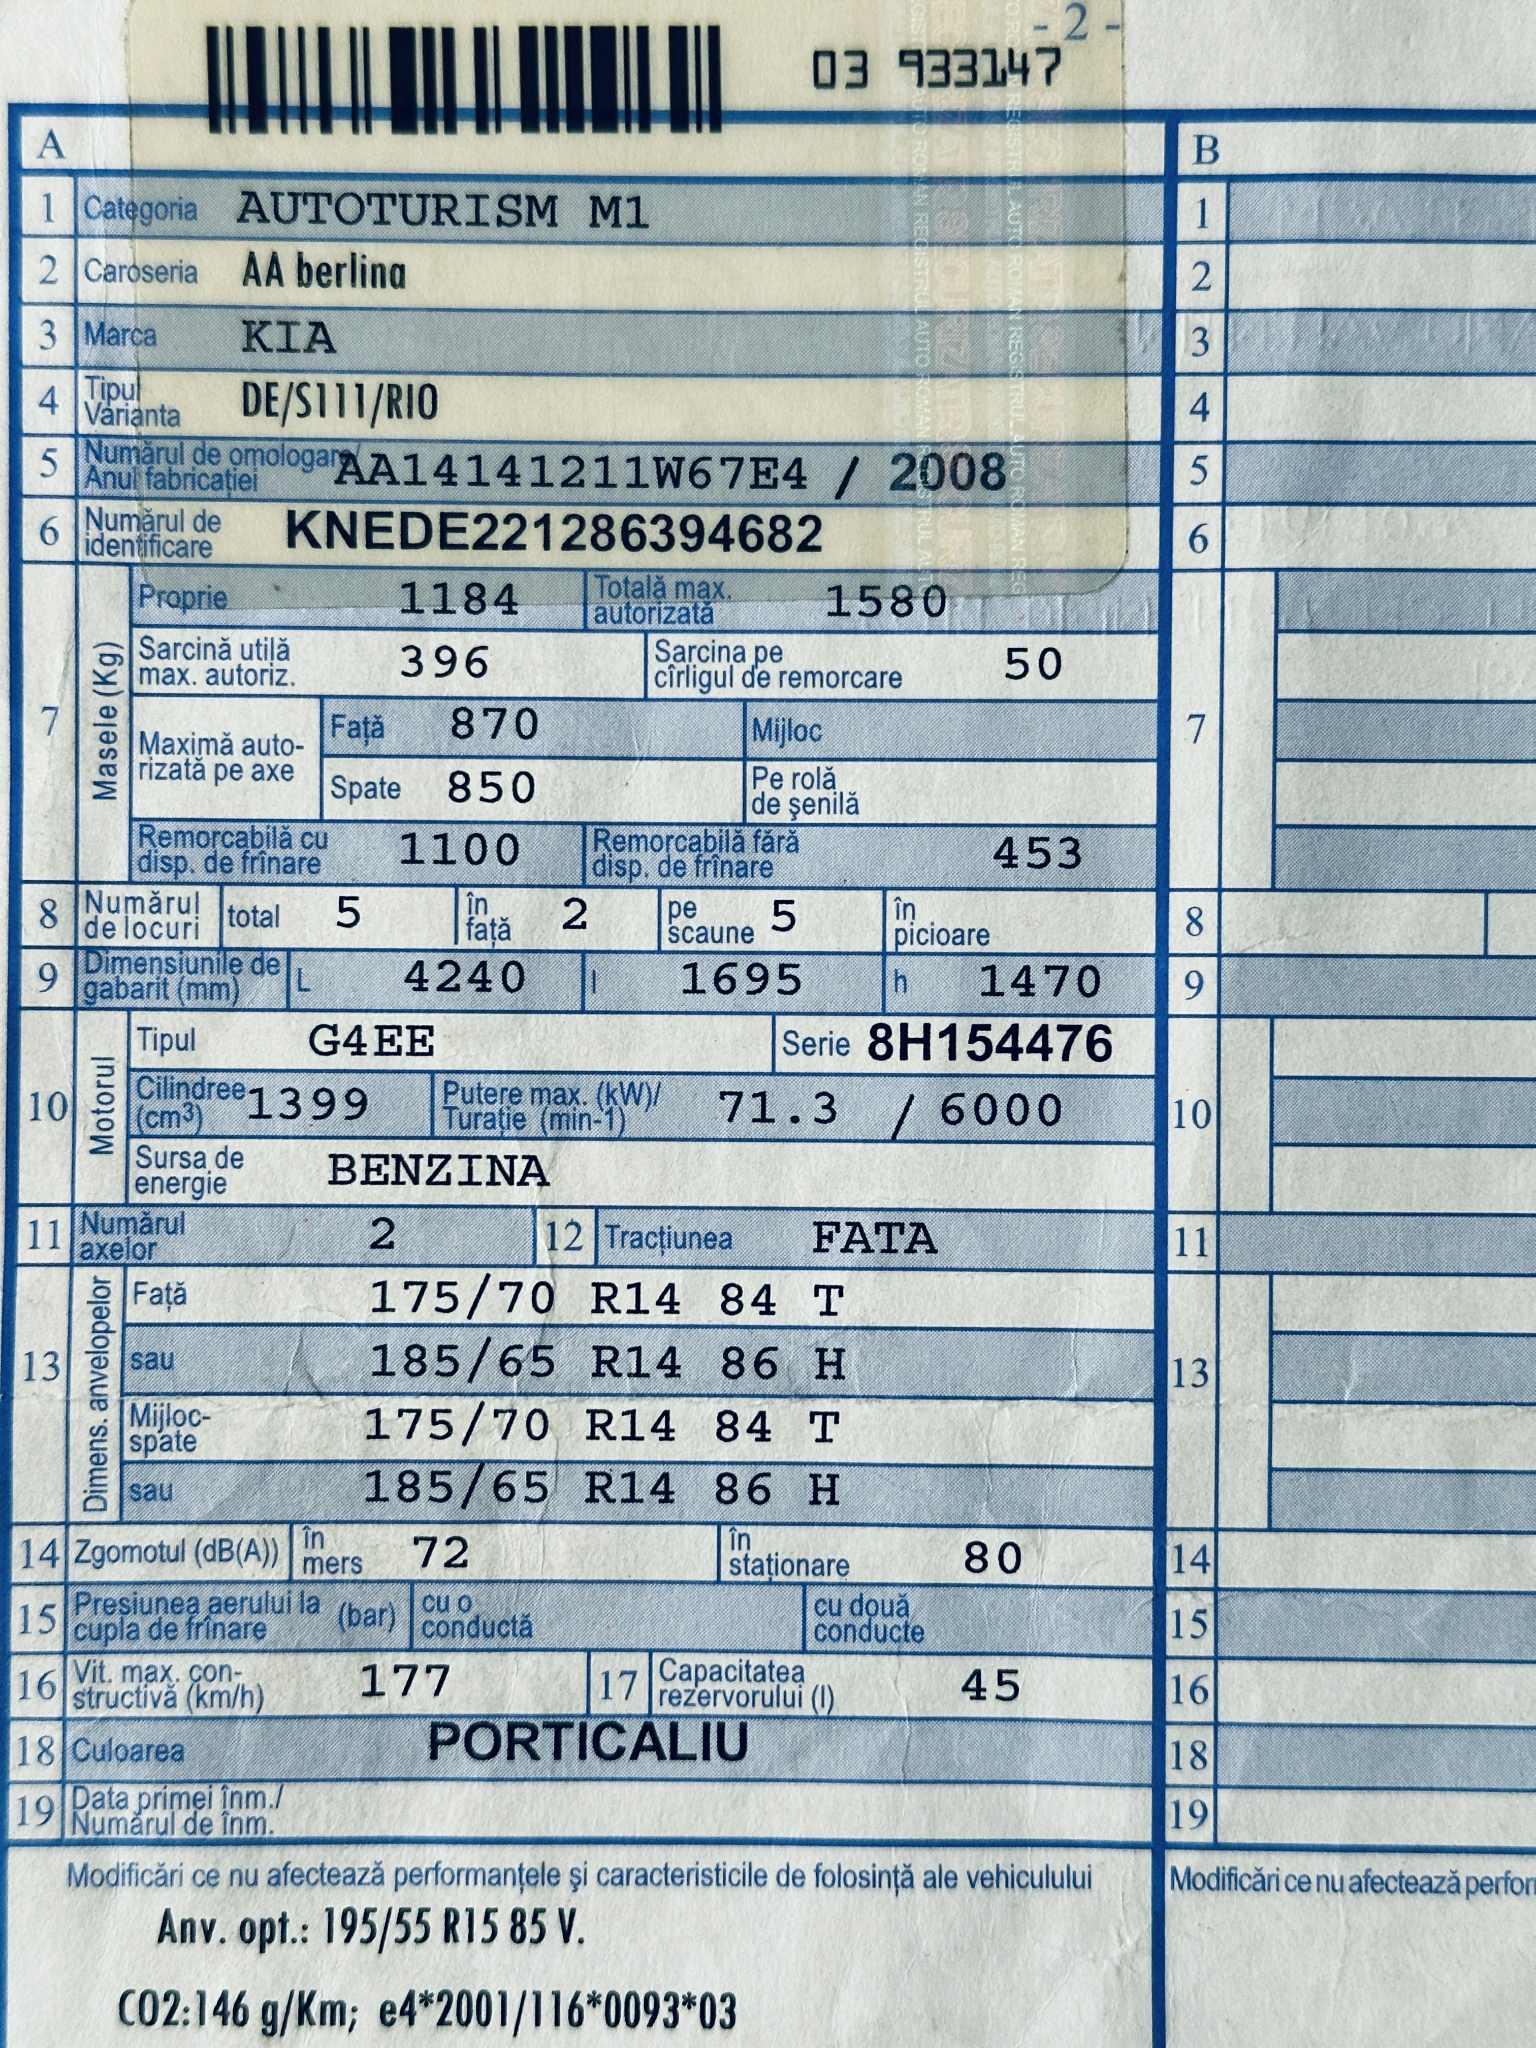 - 2 -
03 933147
A
B
1 Categoria AUTOTURISM M1
2 Caroseria AA berlina
3 Marca KIA
4 Tipul Varianta DE/S111/RIO
5 Numărul de omologare/ Anul fabricației AA14141211W67E4 / 2008
6 Numărul de identificare KNEDE221286394682
7 Masele (Kg)
Proprie 1184 Totală max. autorizată 1580
Sarcină utilă max. autoriz. 396 Sarcina pe cîrligul de remorcare 50
Maximă autorizată pe axe Față 870 Mijloc
Spate 850 Pe rolă de șenilă
Remorcabilă cu disp. de frînare 1100 Remorcabilă fără disp. de frînare 453
8 Numărul de locuri total 5 în față 2 pe scaune 5 în picioare
9 Dimensiunile de gabarit (mm) L 4240 l 1695 h 1470
10 Motorul
Tipul G4EE Serie 8H154476
Cilindree (cm³) 1399 Putere max. (kW)/ Turație (min-1) 71.3 / 6000
Sursa de energie BENZINA
11 Numărul axelor 2 12 Tracțiunea FATA
13 Dimens. anvelopelor
Față 175/70 R14 84 T
sau 185/65 R14 86 H
Mijloc-spate 175/70 R14 84 T
sau 185/65 R14 86 H
14 Zgomotul (dB(A)) în mers 72 în staționare 80
15 Presiunea aerului la cupla de frînare (bar) cu o conductă cu două conducte
16 Vit. max. constructivă (km/h) 177 17 Capacitatea rezervorului (l) 45
18 Culoarea PORTICALIU
19 Data primei înm./ Numărul de înm.
Modificări ce nu afectează performanțele și caracteristicile de folosință ale vehiculului
Anv. opt.: 195/55 R15 85 V.
CO2:146 g/Km; e4*2001/116*0093*03
1
2
3
4
5
6
7
8
9
10
11
13
14
15
16
18
19
Modificări ce nu afectează